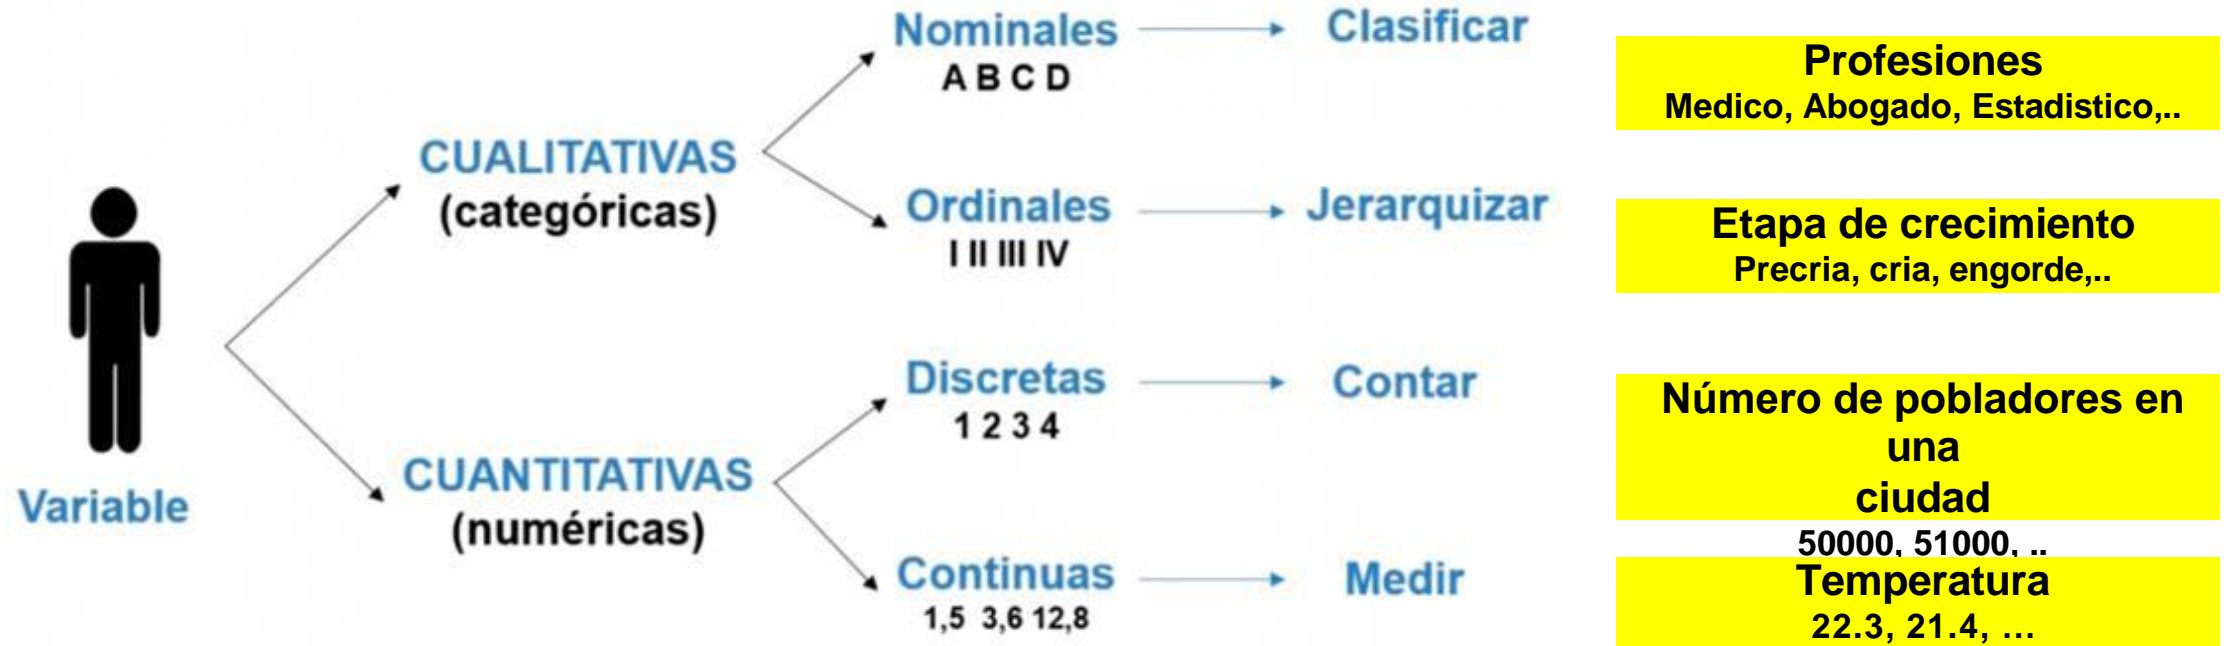 Variable
CUALITATIVAS
(categóricas)
Nominales
A B C D
Clasificar
Profesiones
Medico, Abogado, Estadistico,..
Ordinales
I II III IV
Jerarquizar
Etapa de crecimiento
Precria, cria, engorde,..
CUANTITATIVAS
(numéricas)
Discretas
1 2 3 4
Contar
Número de pobladores en
una
ciudad
50000, 51000, ..
Continuas
1,5 3,6 12,8
Medir
Temperatura
22.3, 21.4, ...